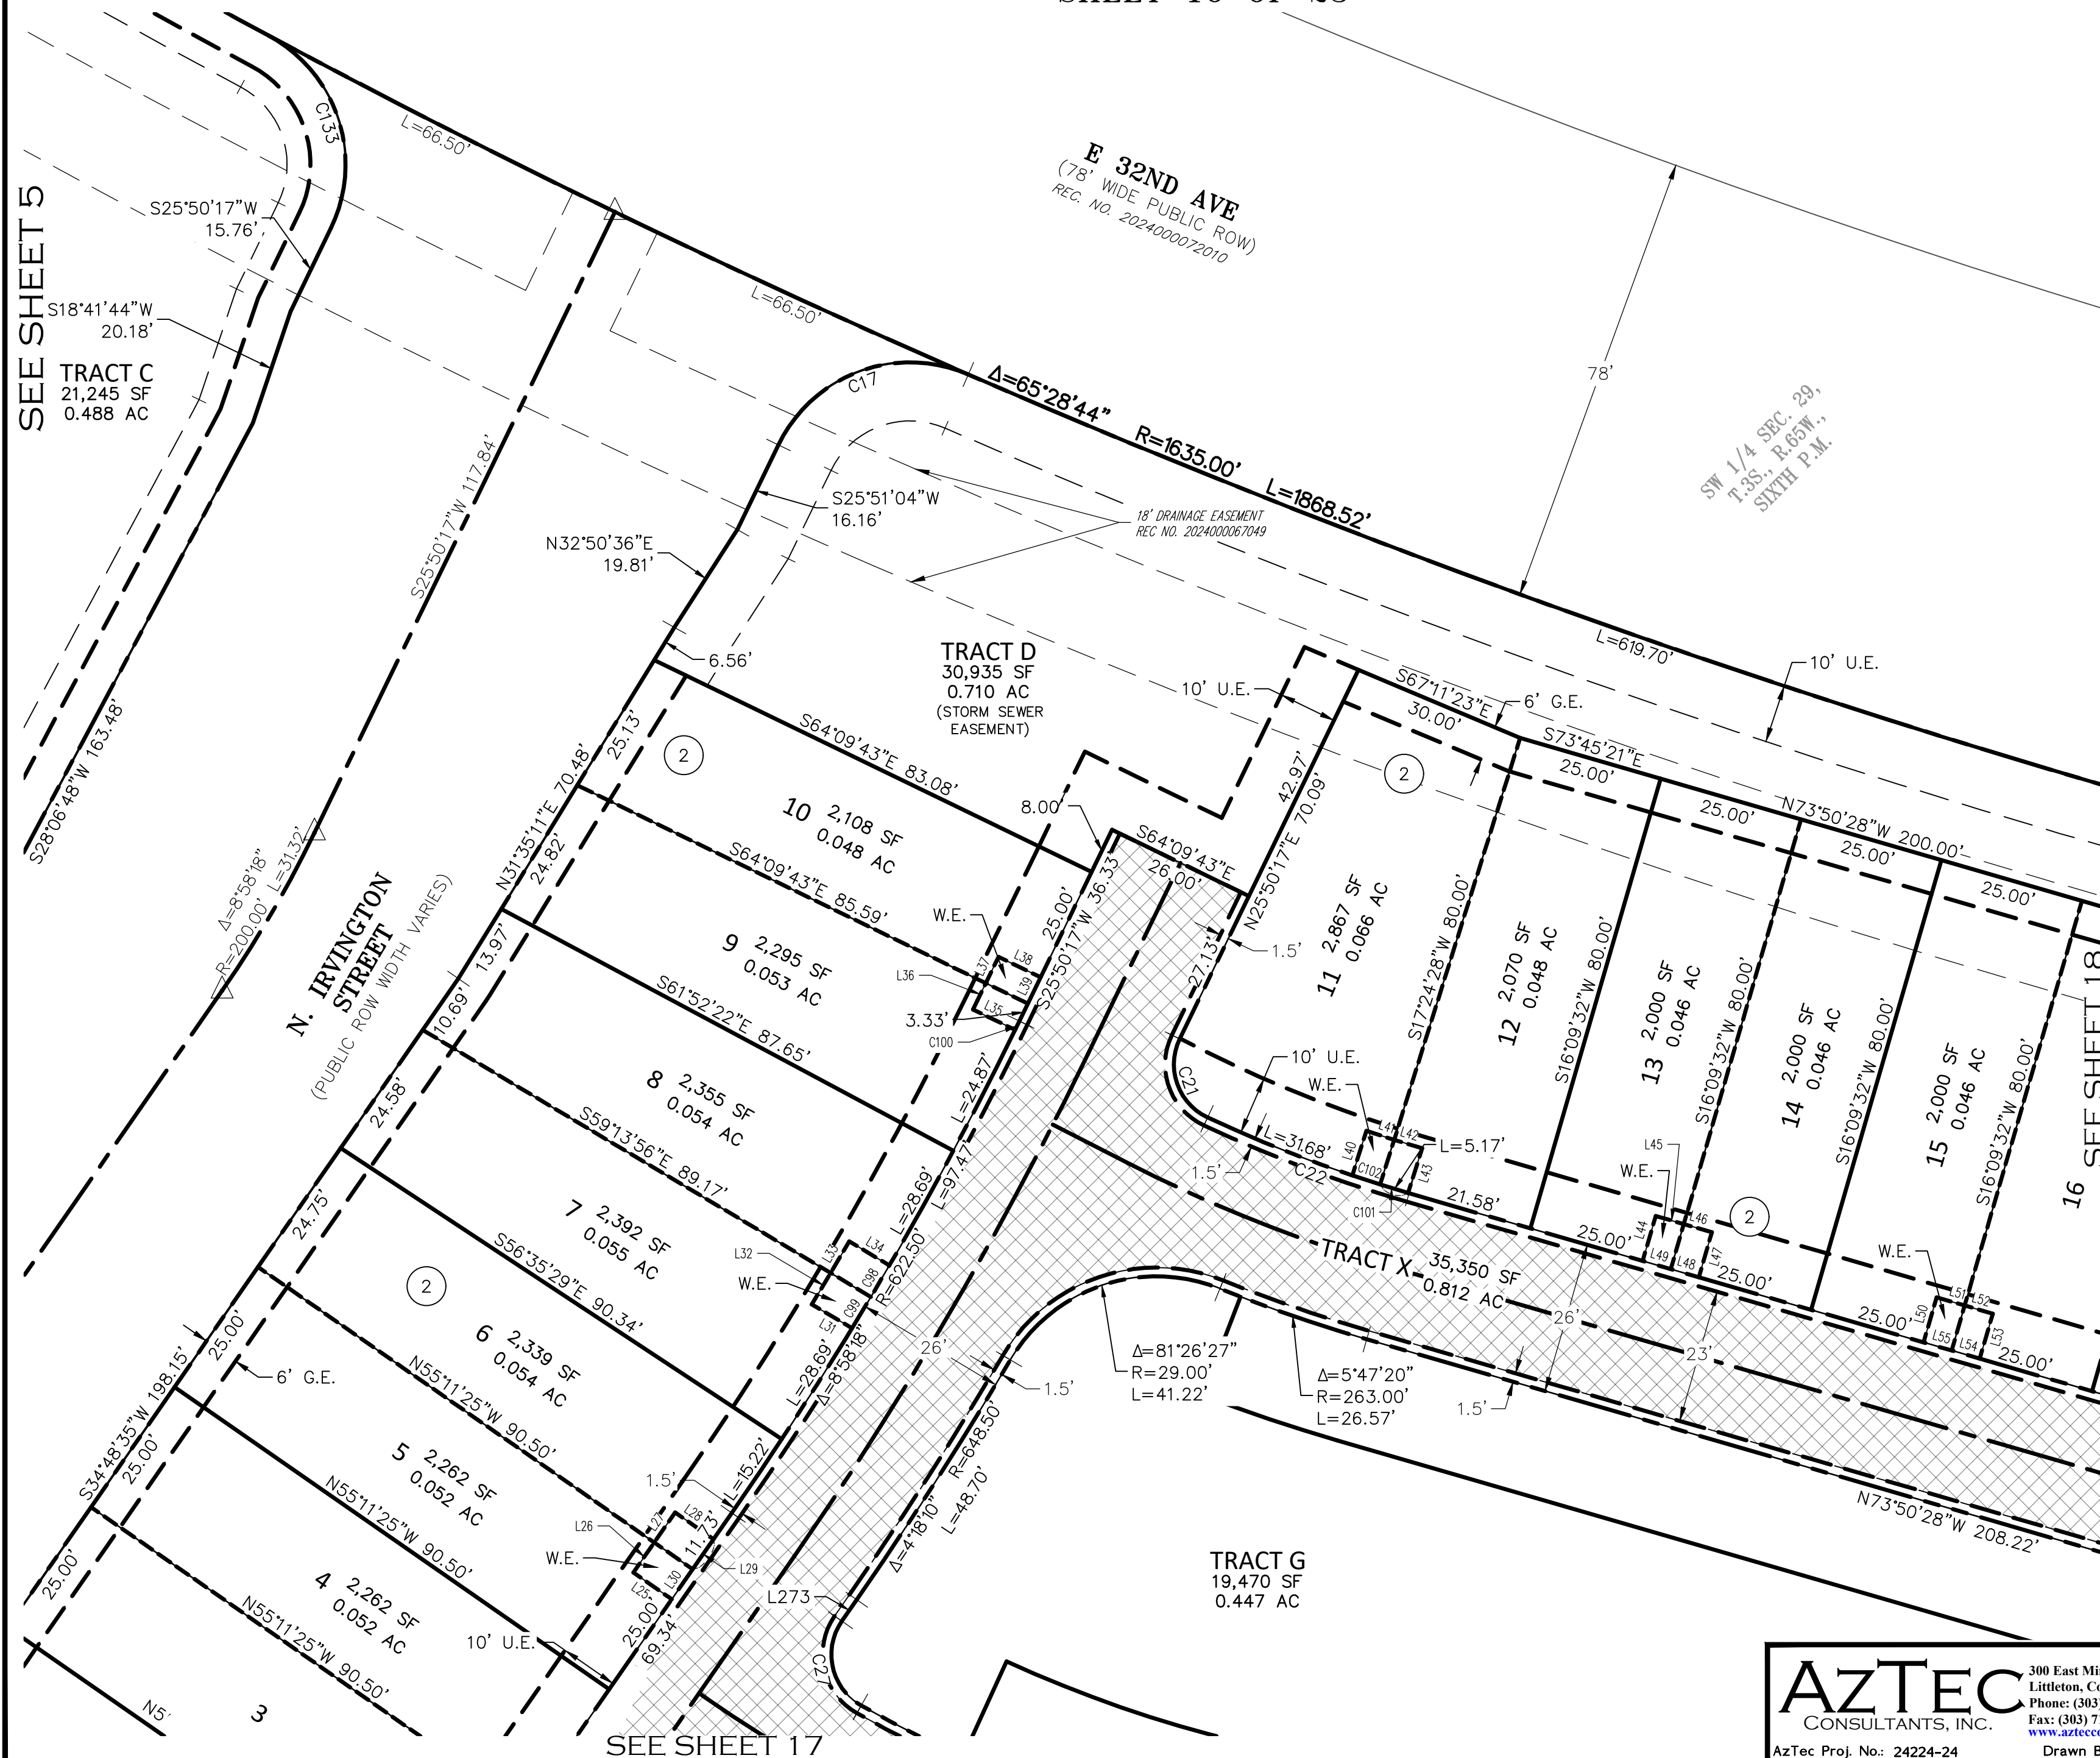 SEE SHEET 5
C133
L=66.50'
S25°50'17"W
15.76'
S18°41'44"W
20.18'
TRACT C
21,245 SF
0.488 AC
S28°06'48"W 163.48'
L=66.50'
E 32ND AVE
(78' WIDE PUBLIC ROW)
REC. NO. 2024000072010
78'
SW 1/4 SEC. 29,
T.3S., R.65W.,
SIXTH P.M.
C17
Δ=65°28'44"
R=1635.00'
L=1868.52'
S25°50'17"W 117.84'
S25°51'04"W
16.16'
N32°50'36"E
19.81'
18' DRAINAGE EASEMENT
REC NO. 2024000067049
L=619.70'
10' U.E.
6.56'
TRACT D
30,935 SF
0.710 AC
(STORM SEWER
EASEMENT)
10' U.E.
S67°11'23"E
30.00'
6' G.E.
S73°45'21"E
25.00'
25.00'
N73°50'28"W 200.00'
25.00'
25.00'
Δ=8°58'18"
R=200.00'
L=31.32'
N. IRVINGTON
STREET
(PUBLIC ROW WIDTH VARIES)
N31°35'11"E 70.48'
25.13'
24.82'
13.97'
10.69'
24.58'
24.75'
25.00'
S34°48'35"W 198.15'
25.00'
25.00'
6' G.E.
2
S64°09'43"E 83.08'
10 2,108 SF
0.048 AC
S64°09'43"E 85.59'
9 2,295 SF
0.053 AC
S61°52'22"E 87.65'
8 2,355 SF
0.054 AC
S59°13'56"E 89.17'
7 2,392 SF
0.055 AC
S56°35'29"E 90.34'
2
6 2,339 SF
0.054 AC
N55°11'25"W 90.50'
5 2,262 SF
0.052 AC
N55°11'25"W 90.50'
4 2,262 SF
0.052 AC
N55°11'25"W 90.50'
3
N5
8.00'
S64°09'43"E
26.00'
25.00'
S25°50'17"W 36.33'
W.E.
L36
L37
L38
L39
L35
3.33'
C100
L=24.87'
L=97.47'
L=28.69'
R=622.50'
L32
L33
L34
C98
W.E.
C99
L31
Δ=8°58'18"
L=28.69'
L=15.22'
1.5'
L26
L27
L28
11.73'
W.E.
L29
L25
L30
25.00'
69.34'
10' U.E.
42.97'
N25°50'17"E 70.09'
27.13'
1.5'
2
11 2,867 SF
0.066 AC
S17°24'28"W 80.00'
12 2,070 SF
0.048 AC
S16°09'32"W 80.00'
13 2,000 SF
0.046 AC
S16°09'32"W 80.00'
14 2,000 SF
0.046 AC
S16°09'32"W 80.00'
15 2,000 SF
0.046 AC
S16°09'32"W 80.00'
16
SEE SHEET 18
C21
10' U.E.
W.E.
L=31.68'
C22
1.5'
L40
L41
L42
C102
L43
L=5.17'
C101
21.58'
25.00'
L45
W.E.
L44
L46
L47
L49
L48
2
25.00'
W.E.
L50
L51
L52
L53
L55
L54
25.00'
25.00'
TRACT X
35,350 SF
0.812 AC
26'
26'
23'
1.5'
1.5'
Δ=81°26'27"
R=29.00'
L=41.22'
Δ=5°47'20"
R=263.00'
L=26.57'
R=648.50'
L=48.70'
Δ=4°18'10"
L273
C27
N73°50'28"W 208.22'
TRACT G
19,470 SF
0.447 AC
SEE SHEET 17
AZTEC
CONSULTANTS, INC.
300 East
Littleton,
Phone: (303)
Fax: (303)
AzTec Proj. No.: 24224-24
Drawn